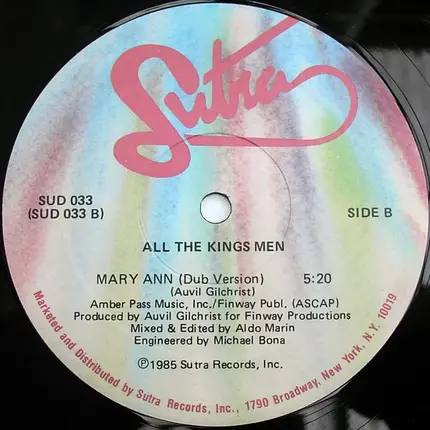 Sutra
SUD 033
(SUD 033 B)
SIDE B
ALL THE KINGS MEN
MARY ANN (Dub Version) 5:20
(Auvil Gilchrist)
Amber Pass Music, Inc./Finway Publ. (ASCAP)
Produced by Auvil Gilchrist for Finway Productions
Mixed & Edited by Aldo Marin
Engineered by Michael Bona
℗1985 Sutra Records, Inc.
Marketed and Distributed by Sutra Records, Inc., 1790 Broadway, New York, N.Y. 10019